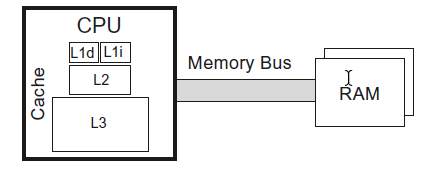 CPU
L1d L1i
L2
L3
Cache
Memory Bus
RAM